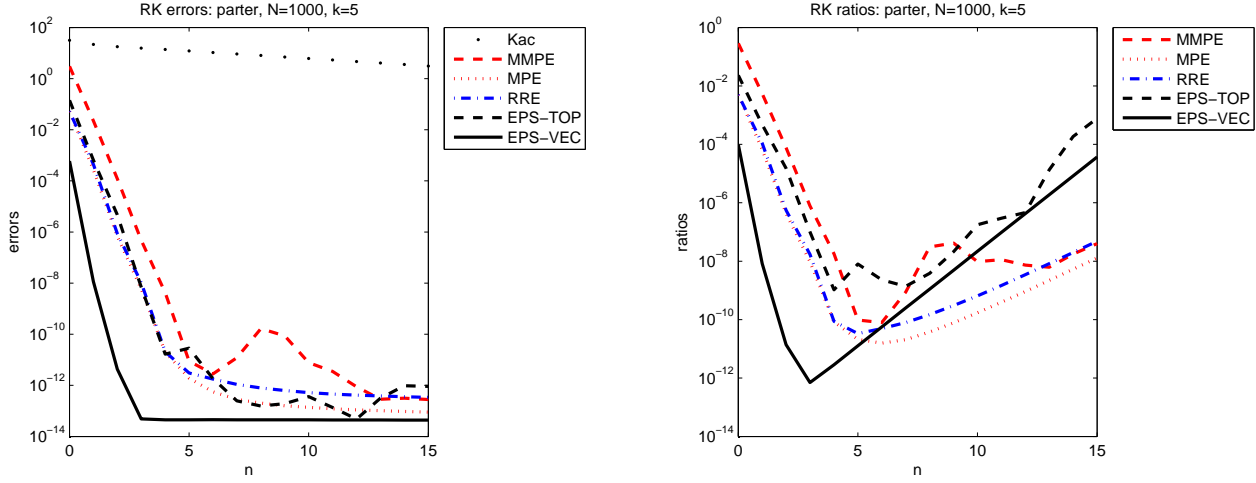 RK errors: parter, N=1000, k=5
10^2
10^0
10^-2
10^-4
10^-6
10^-8
10^-10
10^-12
10^-14
errors
0
5
10
15
n
Kac
MMPE
MPE
RRE
EPS-TOP
EPS-VEC
RK ratios: parter, N=1000, k=5
10^0
10^-2
10^-4
10^-6
10^-8
10^-10
10^-12
10^-14
ratios
0
5
10
15
n
MMPE
MPE
RRE
EPS-TOP
EPS-VEC